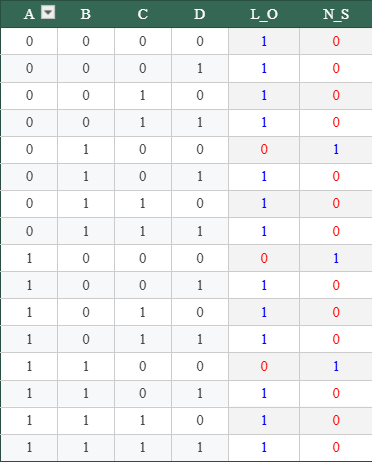 A B C D L_O N_S
0 0 0 0 1 0
0 0 0 1 1 0
0 0 1 0 1 0
0 0 1 1 1 0
0 1 0 0 0 1
0 1 0 1 1 0
0 1 1 0 1 0
0 1 1 1 1 0
1 0 0 0 0 1
1 0 0 1 1 0
1 0 1 0 1 0
1 0 1 1 1 0
1 1 0 0 0 1
1 1 0 1 1 0
1 1 1 0 1 0
1 1 1 1 1 0